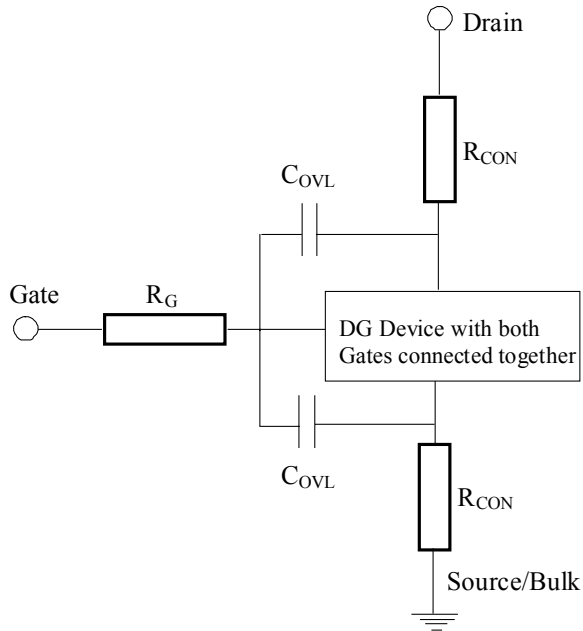 Drain
R_CON
C_OVL
Gate
R_G
DG Device with both
Gates connected together
C_OVL
R_CON
Source/Bulk